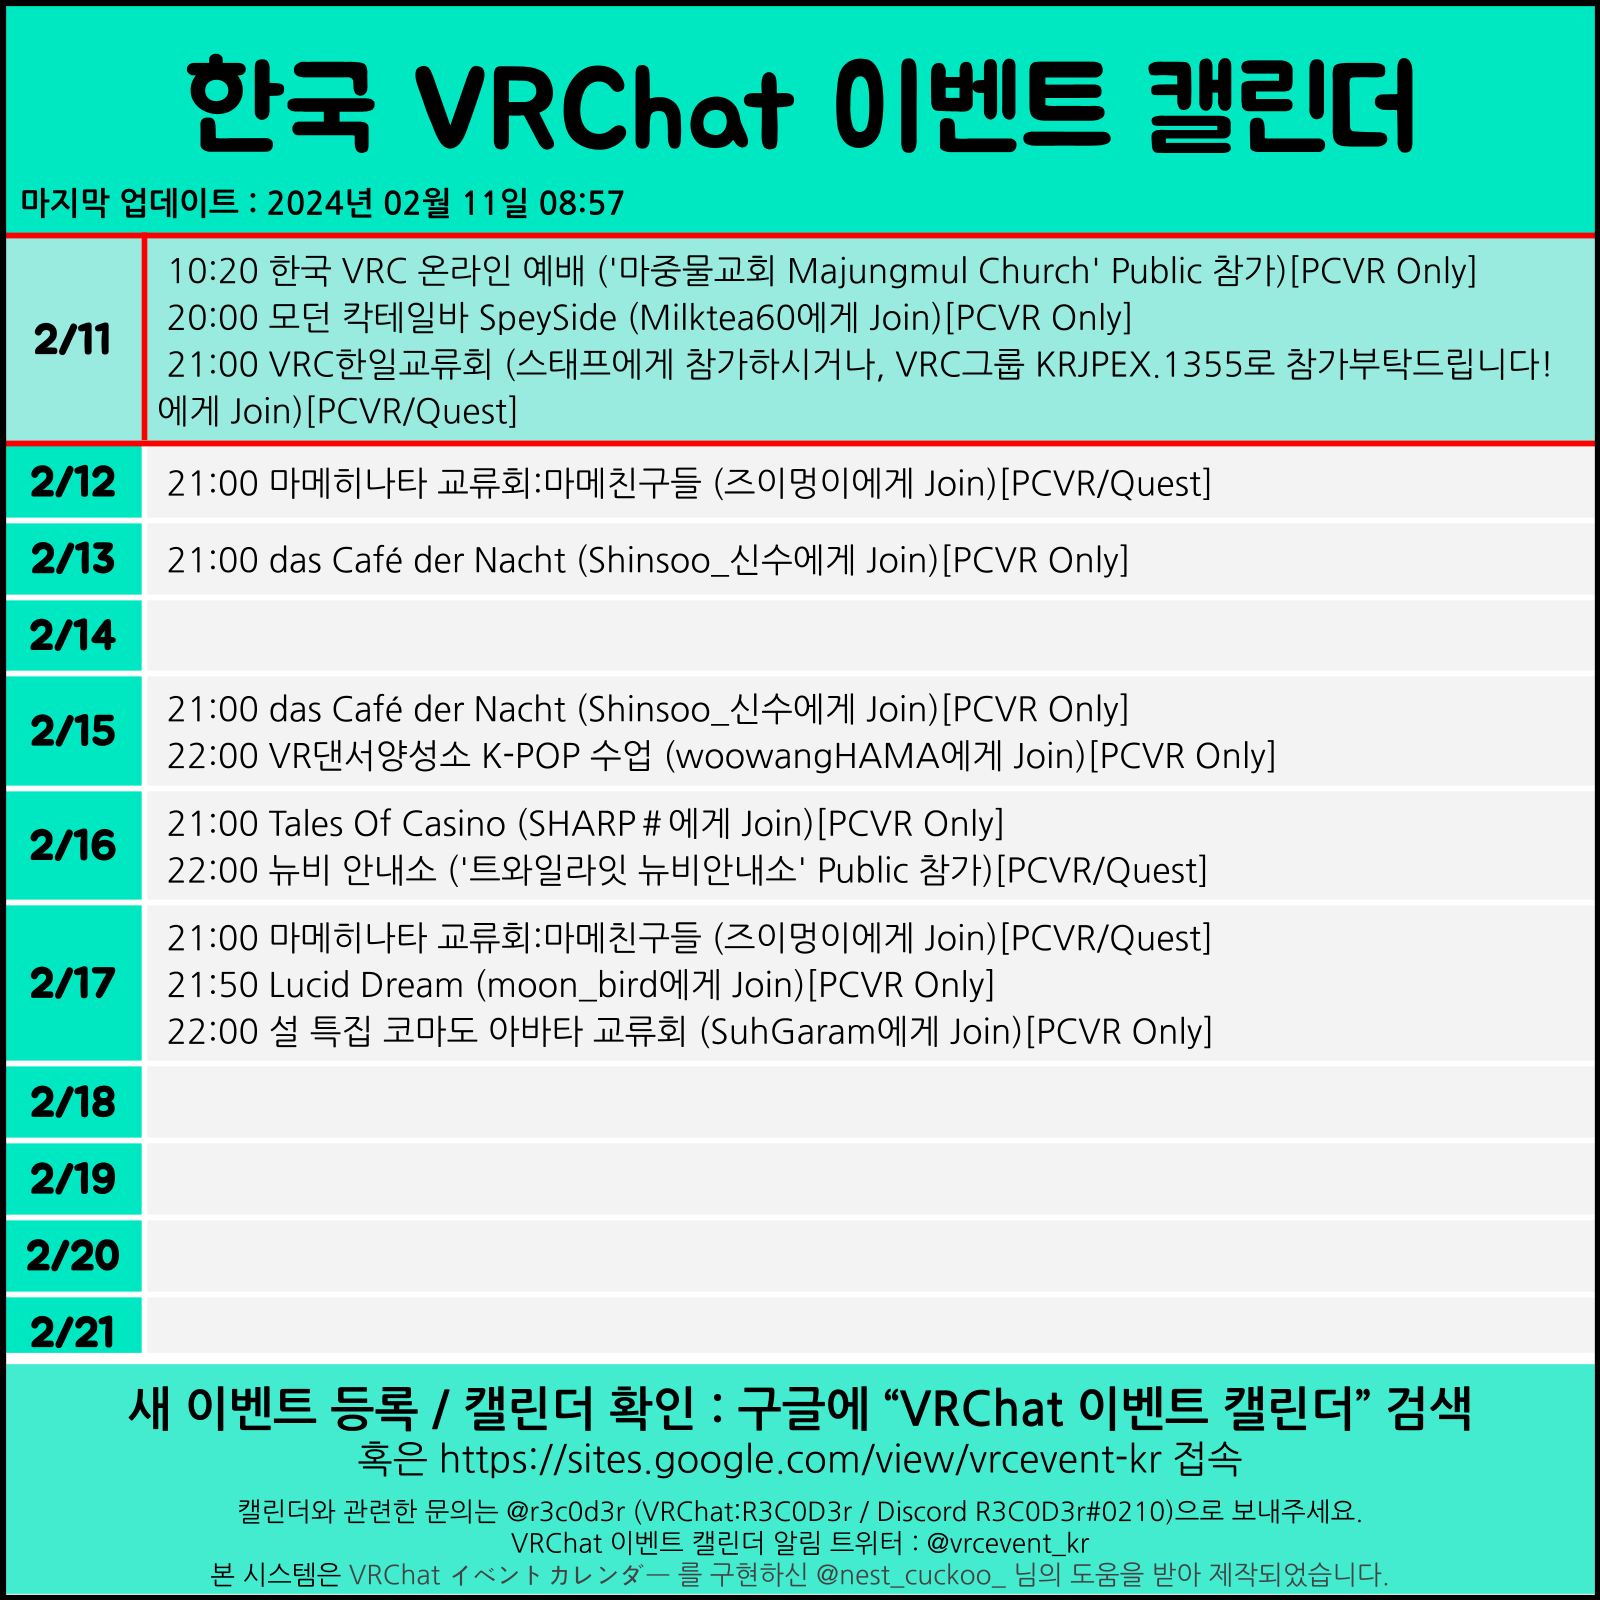 한국 VRChat 이벤트 캘린더
마지막 업데이트 : 2024년 02월 11일 08:57
2/11
10:20 한국 VRC 온라인 예배 ('마중물교회 Majungmul Church' Public 참가)[PCVR Only]
20:00 모던 칵테일바 SpeySide (Milktea60에게 Join)[PCVR Only]
21:00 VRC한일교류회 (스태프에게 참가하시거나, VRC그룹 KRJPEX.1355로 참가부탁드립니다!
에게 Join)[PCVR/Quest]
2/12
21:00 마메히나타 교류회:마메친구들 (즈이멍이에게 Join)[PCVR/Quest]
2/13
21:00 das Café der Nacht (Shinsoo_신수에게 Join)[PCVR Only]
2/14
2/15
21:00 das Café der Nacht (Shinsoo_신수에게 Join)[PCVR Only]
22:00 VR댄서양성소 K-POP 수업 (woowangHAMA에게 Join)[PCVR Only]
2/16
21:00 Tales Of Casino (SHARP＃에게 Join)[PCVR Only]
22:00 뉴비 안내소 ('트와일라잇 뉴비안내소' Public 참가)[PCVR/Quest]
2/17
21:00 마메히나타 교류회:마메친구들 (즈이멍이에게 Join)[PCVR/Quest]
21:50 Lucid Dream (moon_bird에게 Join)[PCVR Only]
22:00 설 특집 코마도 아바타 교류회 (SuhGaram에게 Join)[PCVR Only]
2/18
2/19
2/20
2/21
새 이벤트 등록 / 캘린더 확인 : 구글에 “VRChat 이벤트 캘린더” 검색
혹은 https://sites.google.com/view/vrcevent-kr 접속
캘린더와 관련한 문의는 @r3c0d3r (VRChat:R3C0D3r / Discord R3C0D3r#0210)으로 보내주세요.
VRChat 이벤트 캘린더 알림 트위터 : @vrcevent_kr
본 시스템은 VRChat イベントカレンダー 를 구현하신 @nest_cuckoo_ 님의 도움을 받아 제작되었습니다.